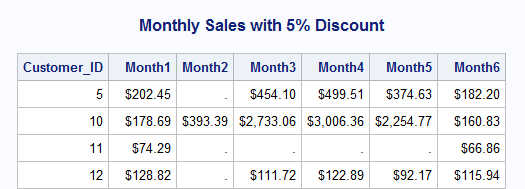 Monthly Sales with 5% Discount
Customer_ID Month1 Month2 Month3 Month4 Month5 Month6
5 $202.45 . $454.10 $499.51 $374.63 $182.20
10 $178.69 $393.39 $2,733.06 $3,006.36 $2,254.77 $160.83
11 $74.29 . . . . $66.86
12 $128.82 . $111.72 $122.89 $92.17 $115.94